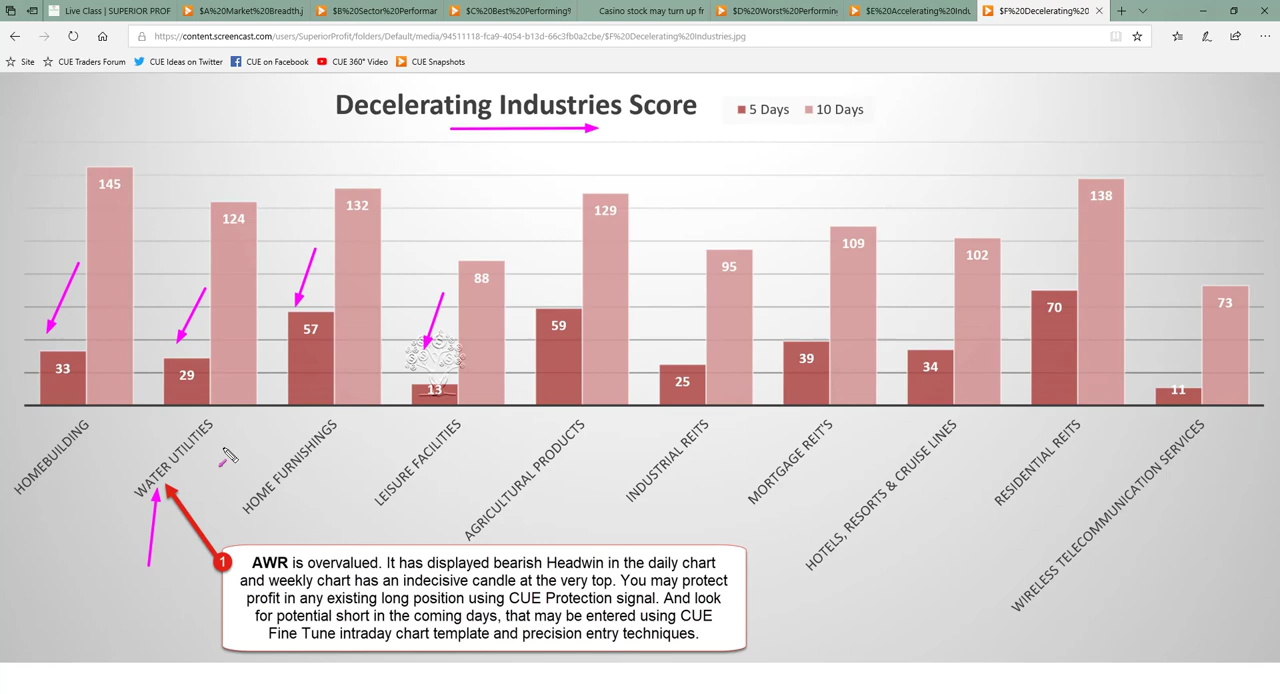 Live Class | SUPERIOR PROF
$A%20Market%20Breadth.j
$B%20Sector%20Performar
$C%20Best%20Performing%
Casino stock may turn up fr
$D%20Worst%20Performin
$E%20Accelerating%20Indu
$F%20Decelerating%20
https://content.screencast.com/users/SuperiorProfit/folders/Default/media/94511118-fca9-4054-b13d-66c3fb0a2cbe/$F%20Decelerating%20Industries.jpg
Site
CUE Traders Forum
CUE Ideas on Twitter
CUE on Facebook
CUE 360° Video
CUE Snapshots
Decelerating Industries Score
5 Days
10 Days
33
145
29
124
57
132
13
88
59
129
25
95
39
109
34
102
70
138
11
73
HOMEBUILDING
WATER UTILITIES
HOME FURNISHINGS
LEISURE FACILITIES
AGRICULTURAL PRODUCTS
INDUSTRIAL REITS
MORTGAGE REIT'S
HOTELS, RESORTS & CRUISE LINES
RESIDENTIAL REITS
WIRELESS TELECOMMUNICATION SERVICES
1
AWR is overvalued. It has displayed bearish Headwin in the daily chart
and weekly chart has an indecisive candle at the very top. You may protect
profit in any existing long position using CUE Protection signal. And look
for potential short in the coming days, that may be entered using CUE
Fine Tune intraday chart template and precision entry techniques.